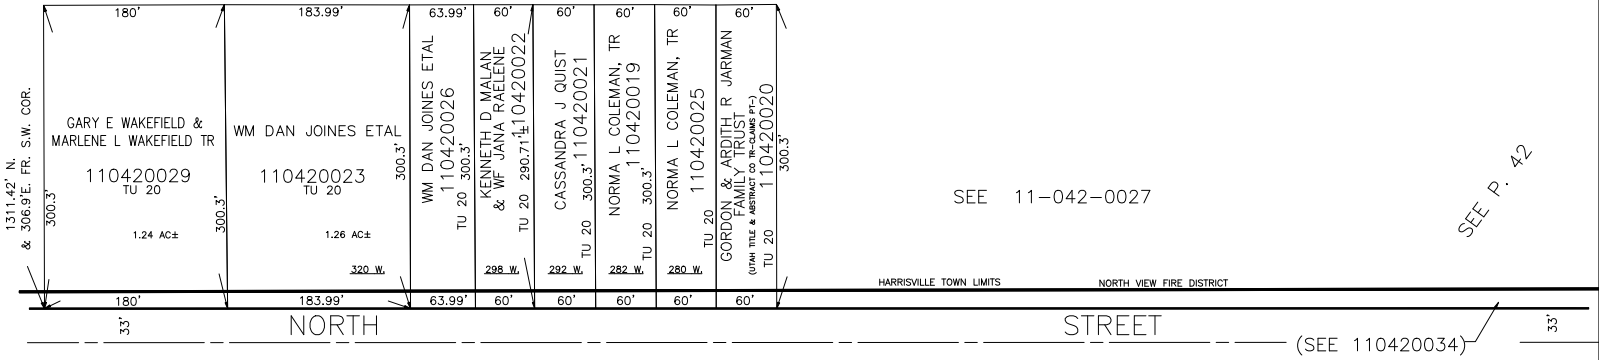 180'
183.99'
63.99'
60'
60'
60'
60'
60'
1311.42' N.
& 306.9'E. FR. S.W. COR.
300.3'
GARY E WAKEFIELD &
MARLENE L WAKEFIELD TR
110420029
TU 20
1.24 AC±
300.3'
WM DAN JOINES ETAL
110420023
TU 20
1.26 AC±
300.3'
320 W.
WM DAN JOINES ETAL
110420026
TU 20 300.3'
KENNETH D MALAN
& WF JANA RAELENE
110420022
TU 20 290.71'±
298 W.
CASSANDRA J QUIST
110420021
TU 20 300.3'
292 W.
NORMA L COLEMAN, TR
110420019
TU 20 300.3'
282 W.
NORMA L COLEMAN, TR
110420025
TU 20
280 W.
GORDON & ARDITH R JARMAN
FAMILY TRUST
(UTAH TITLE & ABSTRACT CO TR-CLAIMS PT-)
110420020
TU 20
300.3'
SEE 11-042-0027
SEE P. 42
HARRISVILLE TOWN LIMITS
NORTH VIEW FIRE DISTRICT
180'
183.99'
63.99'
60'
60'
60'
60'
60'
33'
NORTH
STREET
33'
(SEE 110420034)